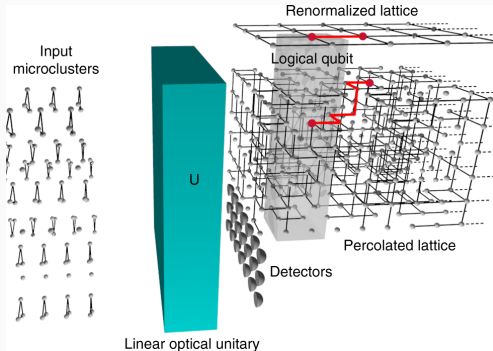 Renormalized lattice
Input
microclusters
Logical qubit
U
Percolated lattice
Detectors
Linear optical unitary